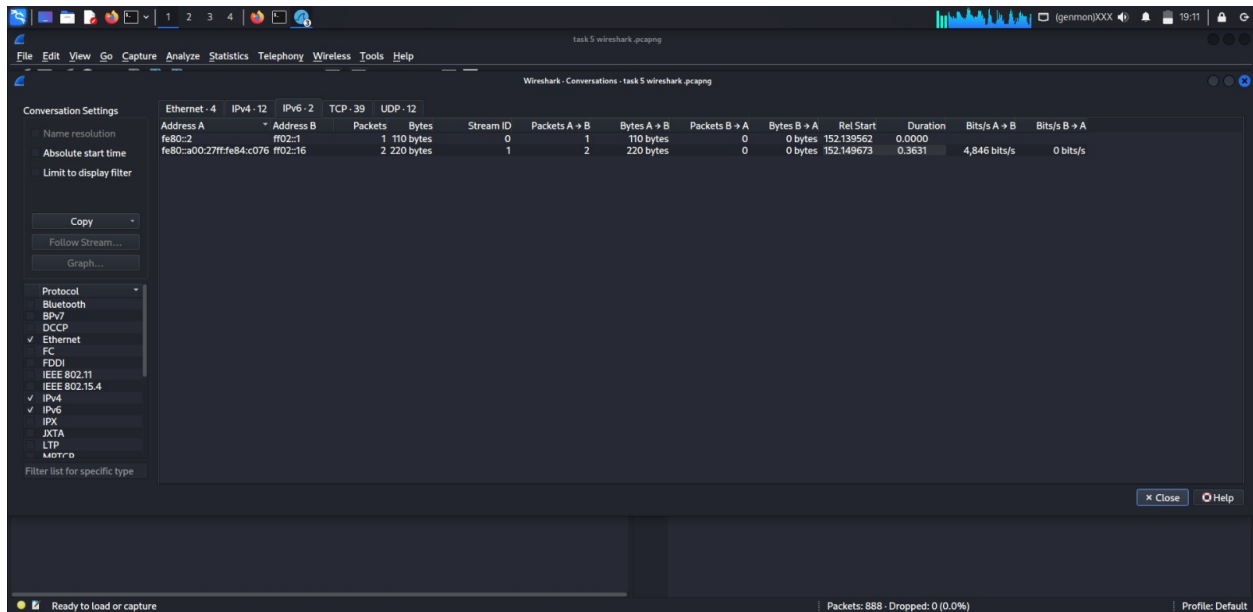 1 2 3 4 (genmon)XXX 19:11
task 5 wireshark .pcapng
File Edit View Go Capture Analyze Statistics Telephony Wireless Tools Help
Wireshark · Conversations · task 5 wireshark .pcapng
Conversation Settings
Name resolution
Absolute start time
Limit to display filter
Copy
Follow Stream...
Graph...
Protocol
Bluetooth
BPv7
DCCP
Ethernet
FC
FDDI
IEEE 802.11
IEEE 802.15.4
IPv4
IPv6
IPX
JXTA
LTP
MPTCP
Filter list for specific type
Ethernet · 4 IPv4 · 12 IPv6 · 2 TCP · 39 UDP · 12
Address A Address B Packets Bytes Stream ID Packets A → B Bytes A → B Packets B → A Bytes B → A Rel Start Duration Bits/s A → B Bits/s B → A
fe80::2 ff02::1 1 110 bytes 0 1 110 bytes 0 0 bytes 152.139562 0.0000
fe80::a00:27ff:fe84:c076 ff02::16 2 220 bytes 1 2 220 bytes 0 0 bytes 152.149673 0.3631 4,846 bits/s 0 bits/s
Close Help
Ready to load or capture Packets: 888 · Dropped: 0 (0.0%) Profile: Default